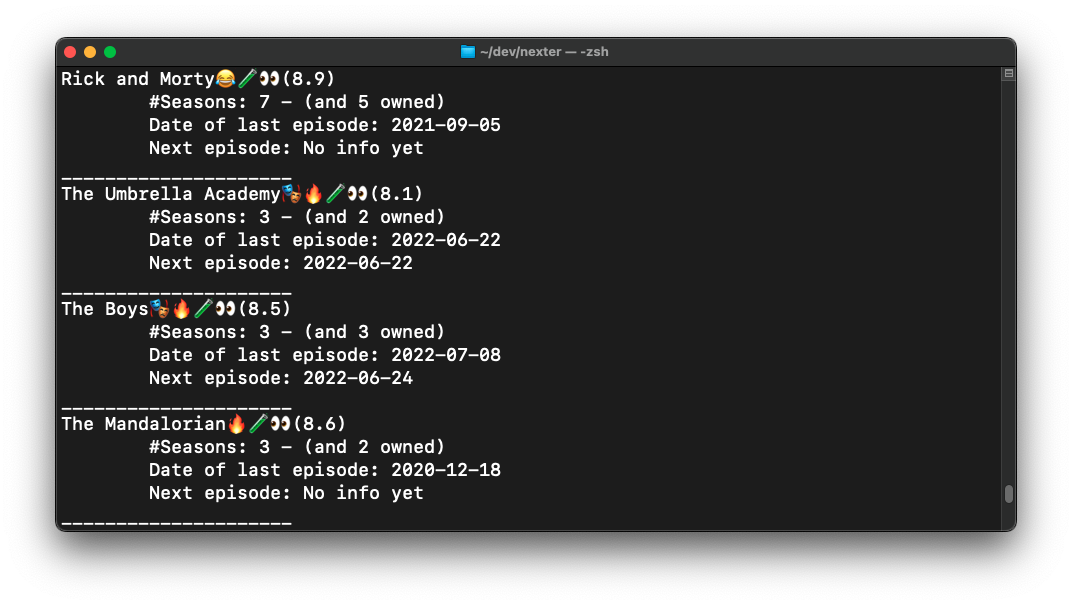 ~/dev/nexter — -zsh
Rick and Morty😂🧪👀(8.9)
#Seasons: 7 - (and 5 owned)
Date of last episode: 2021-09-05
Next episode: No info yet
_____________________
The Umbrella Academy🎭🔥🧪👀(8.1)
#Seasons: 3 - (and 2 owned)
Date of last episode: 2022-06-22
Next episode: 2022-06-22
_____________________
The Boys🎭🔥🧪👀(8.5)
#Seasons: 3 - (and 3 owned)
Date of last episode: 2022-07-08
Next episode: 2022-06-24
_____________________
The Mandalorian🔥🧪👀(8.6)
#Seasons: 3 - (and 2 owned)
Date of last episode: 2020-12-18
Next episode: No info yet
_____________________